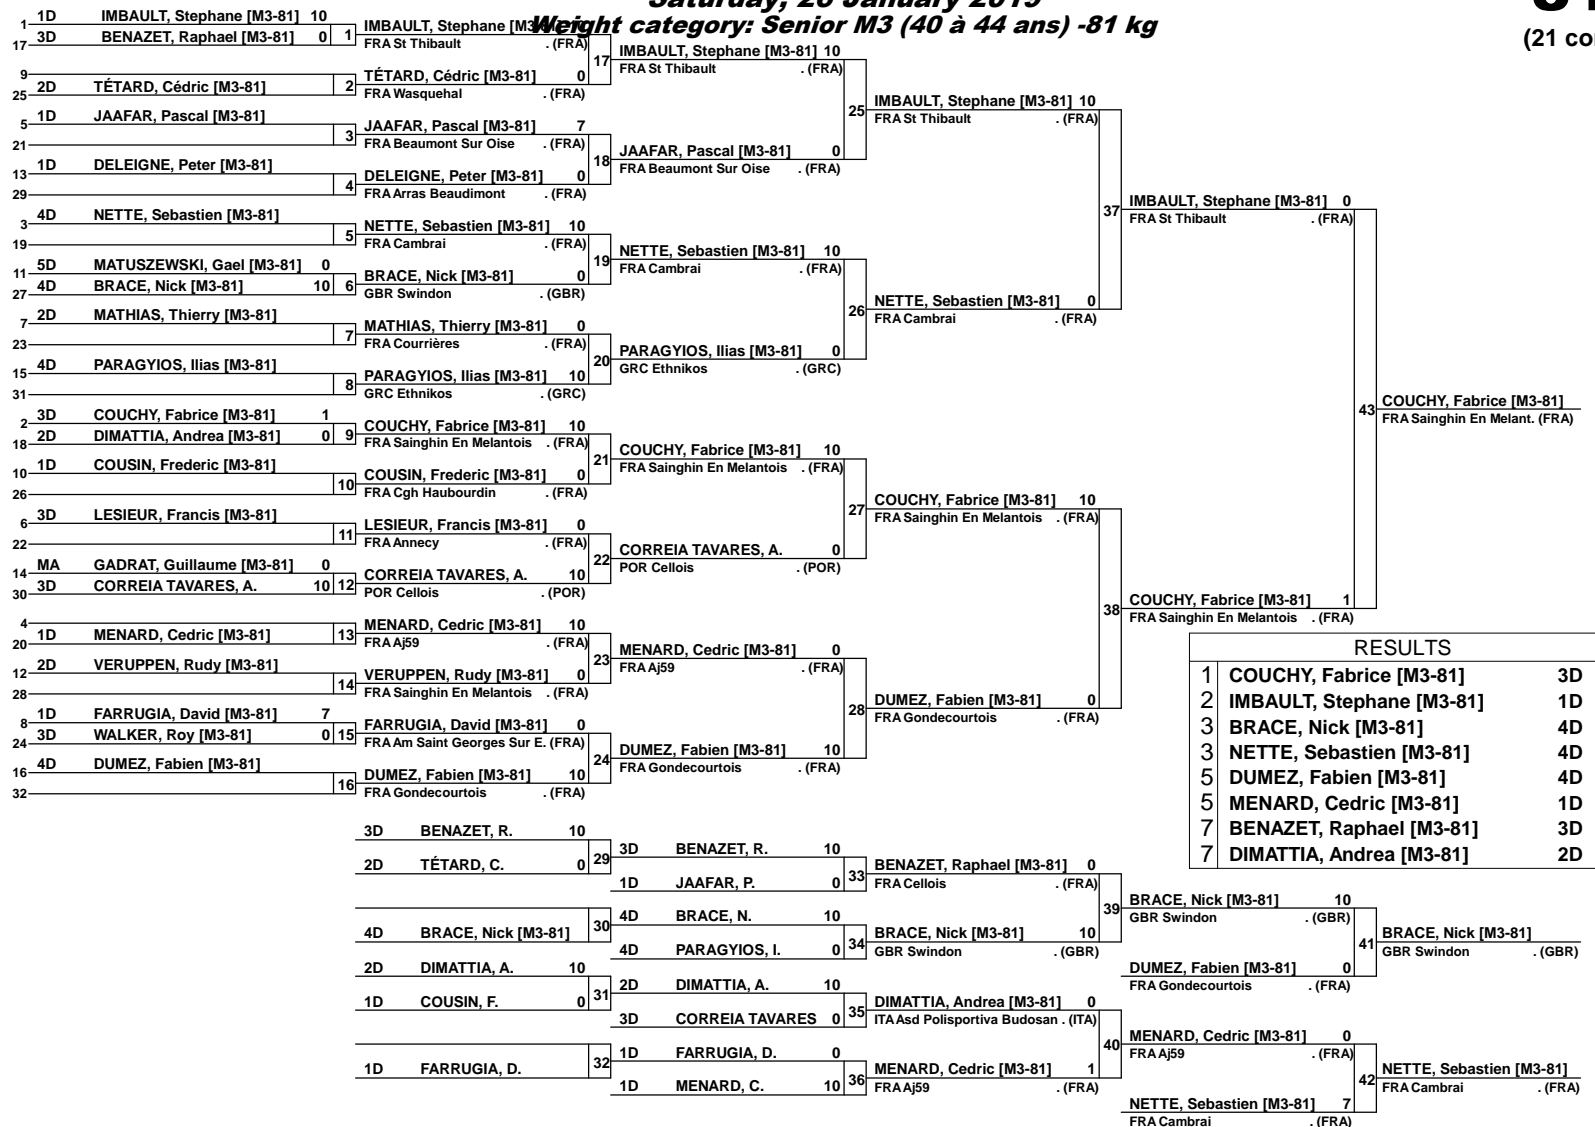 Saturday, 26 January 2019
Weight category: Senior M3 (40 à 44 ans) -81 kg
1 1D IMBAULT, Stephane [M3-81] 10
17 3D BENAZET, Raphael [M3-81] 0 1
9
25 2D TÉTARD, Cédric [M3-81] 2
5 1D JAAFAR, Pascal [M3-81]
21 3
13 1D DELEIGNE, Peter [M3-81]
29 4
3 4D NETTE, Sebastien [M3-81]
19 5
11 5D MATUSZEWSKI, Gael [M3-81] 0
27 4D BRACE, Nick [M3-81] 10 6
7 2D MATHIAS, Thierry [M3-81]
23 7
15 4D PARAGYIOS, Ilias [M3-81]
31 8
2 3D COUCHY, Fabrice [M3-81] 1
18 2D DIMATTIA, Andrea [M3-81] 0 9
10 1D COUSIN, Frederic [M3-81]
26 10
6 3D LESIEUR, Francis [M3-81]
22 11
14 MA GADRAT, Guillaume [M3-81] 0
30 3D CORREIA TAVARES, A. 10 12
4
20 1D MENARD, Cedric [M3-81] 13
12 2D VERUPPEN, Rudy [M3-81]
28 14
8 1D FARRUGIA, David [M3-81] 7
24 3D WALKER, Roy [M3-81] 0 15
16 4D DUMEZ, Fabien [M3-81]
32 16
IMBAULT, Stephane [M3-81]
FRA St Thibault . (FRA)
17
TÉTARD, Cédric [M3-81] 0
FRA Wasquehal . (FRA)
JAAFAR, Pascal [M3-81] 7
FRA Beaumont Sur Oise . (FRA)
18
DELEIGNE, Peter [M3-81] 0
FRA Arras Beaudimont . (FRA)
NETTE, Sebastien [M3-81] 10
FRA Cambrai . (FRA)
19
BRACE, Nick [M3-81] 0
GBR Swindon . (GBR)
MATHIAS, Thierry [M3-81] 0
FRA Courrières . (FRA)
20
PARAGYIOS, Ilias [M3-81] 10
GRC Ethnikos . (GRC)
COUCHY, Fabrice [M3-81] 10
FRA Sainghin En Melantois . (FRA)
21
COUSIN, Frederic [M3-81] 0
FRA Cgh Haubourdin . (FRA)
LESIEUR, Francis [M3-81] 0
FRA Annecy . (FRA)
22
CORREIA TAVARES, A. 10
POR Cellois . (POR)
MENARD, Cedric [M3-81] 10
FRA Aj59 . (FRA)
23
VERUPPEN, Rudy [M3-81] 0
FRA Sainghin En Melantois . (FRA)
FARRUGIA, David [M3-81] 0
FRA Am Saint Georges Sur E. (FRA)
24
DUMEZ, Fabien [M3-81] 10
FRA Gondecourtois . (FRA)
IMBAULT, Stephane [M3-81] 10
FRA St Thibault . (FRA)
25
JAAFAR, Pascal [M3-81] 0
FRA Beaumont Sur Oise . (FRA)
NETTE, Sebastien [M3-81] 10
FRA Cambrai . (FRA)
26
PARAGYIOS, Ilias [M3-81] 0
GRC Ethnikos . (GRC)
COUCHY, Fabrice [M3-81] 10
FRA Sainghin En Melantois . (FRA)
27
CORREIA TAVARES, A. 0
POR Cellois . (POR)
MENARD, Cedric [M3-81] 0
FRA Aj59 . (FRA)
28
DUMEZ, Fabien [M3-81] 10
FRA Gondecourtois . (FRA)
IMBAULT, Stephane [M3-81] 10
FRA St Thibault . (FRA)
37
NETTE, Sebastien [M3-81] 0
FRA Cambrai . (FRA)
COUCHY, Fabrice [M3-81] 10
FRA Sainghin En Melantois . (FRA)
38
DUMEZ, Fabien [M3-81] 0
FRA Gondecourtois . (FRA)
IMBAULT, Stephane [M3-81] 0
FRA St Thibault . (FRA)
43
COUCHY, Fabrice [M3-81] 1
FRA Sainghin En Melantois . (FRA)
COUCHY, Fabrice [M3-81]
FRA Sainghin En Melant. (FRA)
RESULTS
1 COUCHY, Fabrice [M3-81] 3D
2 IMBAULT, Stephane [M3-81] 1D
3 BRACE, Nick [M3-81] 4D
3 NETTE, Sebastien [M3-81] 4D
5 DUMEZ, Fabien [M3-81] 4D
5 MENARD, Cedric [M3-81] 1D
7 BENAZET, Raphael [M3-81] 3D
7 DIMATTIA, Andrea [M3-81] 2D
3D BENAZET, R. 10
2D TÉTARD, C. 0 29
30
4D BRACE, Nick [M3-81]
2D DIMATTIA, A. 10
1D COUSIN, F. 0 31
32
1D FARRUGIA, D.
3D BENAZET, R. 10
1D JAAFAR, P. 0 33
4D BRACE, N. 10
4D PARAGYIOS, I. 0 34
2D DIMATTIA, A. 10
3D CORREIA TAVARES 0 35
1D FARRUGIA, D. 0
1D MENARD, C. 10 36
BENAZET, Raphael [M3-81] 0
FRA Cellois . (FRA)
39
BRACE, Nick [M3-81] 10
GBR Swindon . (GBR)
DIMATTIA, Andrea [M3-81] 0
ITA Asd Polisportiva Budosan . (ITA)
40
MENARD, Cedric [M3-81] 1
FRA Aj59 . (FRA)
BRACE, Nick [M3-81] 10
GBR Swindon . (GBR)
41
DUMEZ, Fabien [M3-81] 0
FRA Gondecourtois . (FRA)
MENARD, Cedric [M3-81] 0
FRA Aj59 . (FRA)
42
NETTE, Sebastien [M3-81] 7
FRA Cambrai . (FRA)
BRACE, Nick [M3-81]
GBR Swindon . (GBR)
NETTE, Sebastien [M3-81]
FRA Cambrai . (FRA)